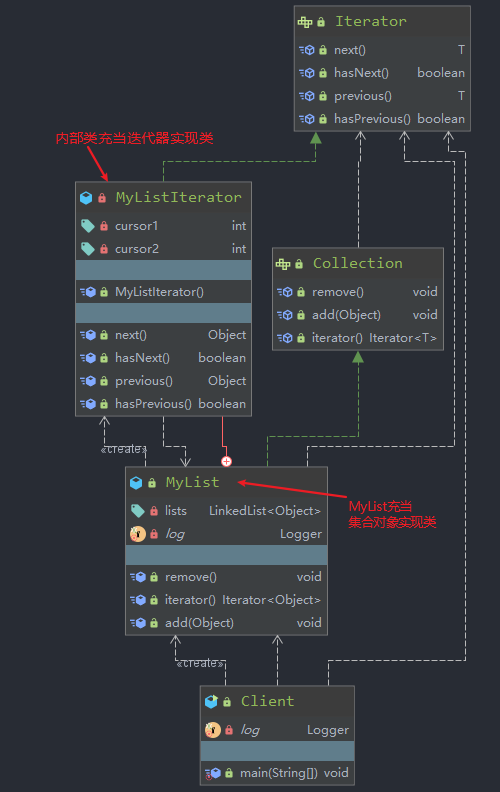 Iterator
next() T
hasNext() boolean
previous() T
hasPrevious() boolean
内部类充当迭代器实现类
MyListIterator
cursor1 int
cursor2 int
MyListIterator()
next() Object
hasNext() boolean
previous() Object
hasPrevious() boolean
Collection
remove() void
add(Object) void
iterator() Iterator<T>
«create»
MyList
lists LinkedList<Object>
log Logger
remove() void
iterator() Iterator<Object>
add(Object) void
MyList充当
集合对象实现类
«create»
Client
log Logger
main(String[]) void